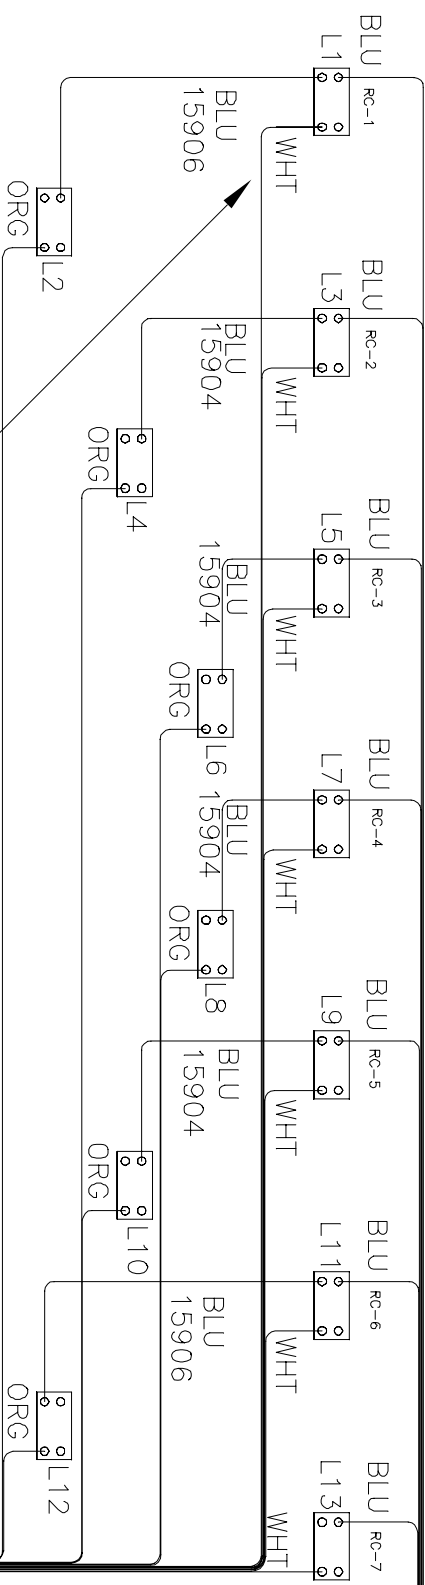 BLU
L1
RC-1
BLU
15906
WHT
ORG
L2
BLU
L3
RC-2
BLU
15904
WHT
ORG
L4
BLU
L5
RC-3
BLU
15904
WHT
ORG
L6
BLU
L7
RC-4
BLU
15904
WHT
ORG
L8
BLU
L9
RC-5
BLU
15904
WHT
ORG
L10
BLU
L11
RC-6
BLU
15906
WHT
ORG
L12
BLU
L13
RC-7
WHT